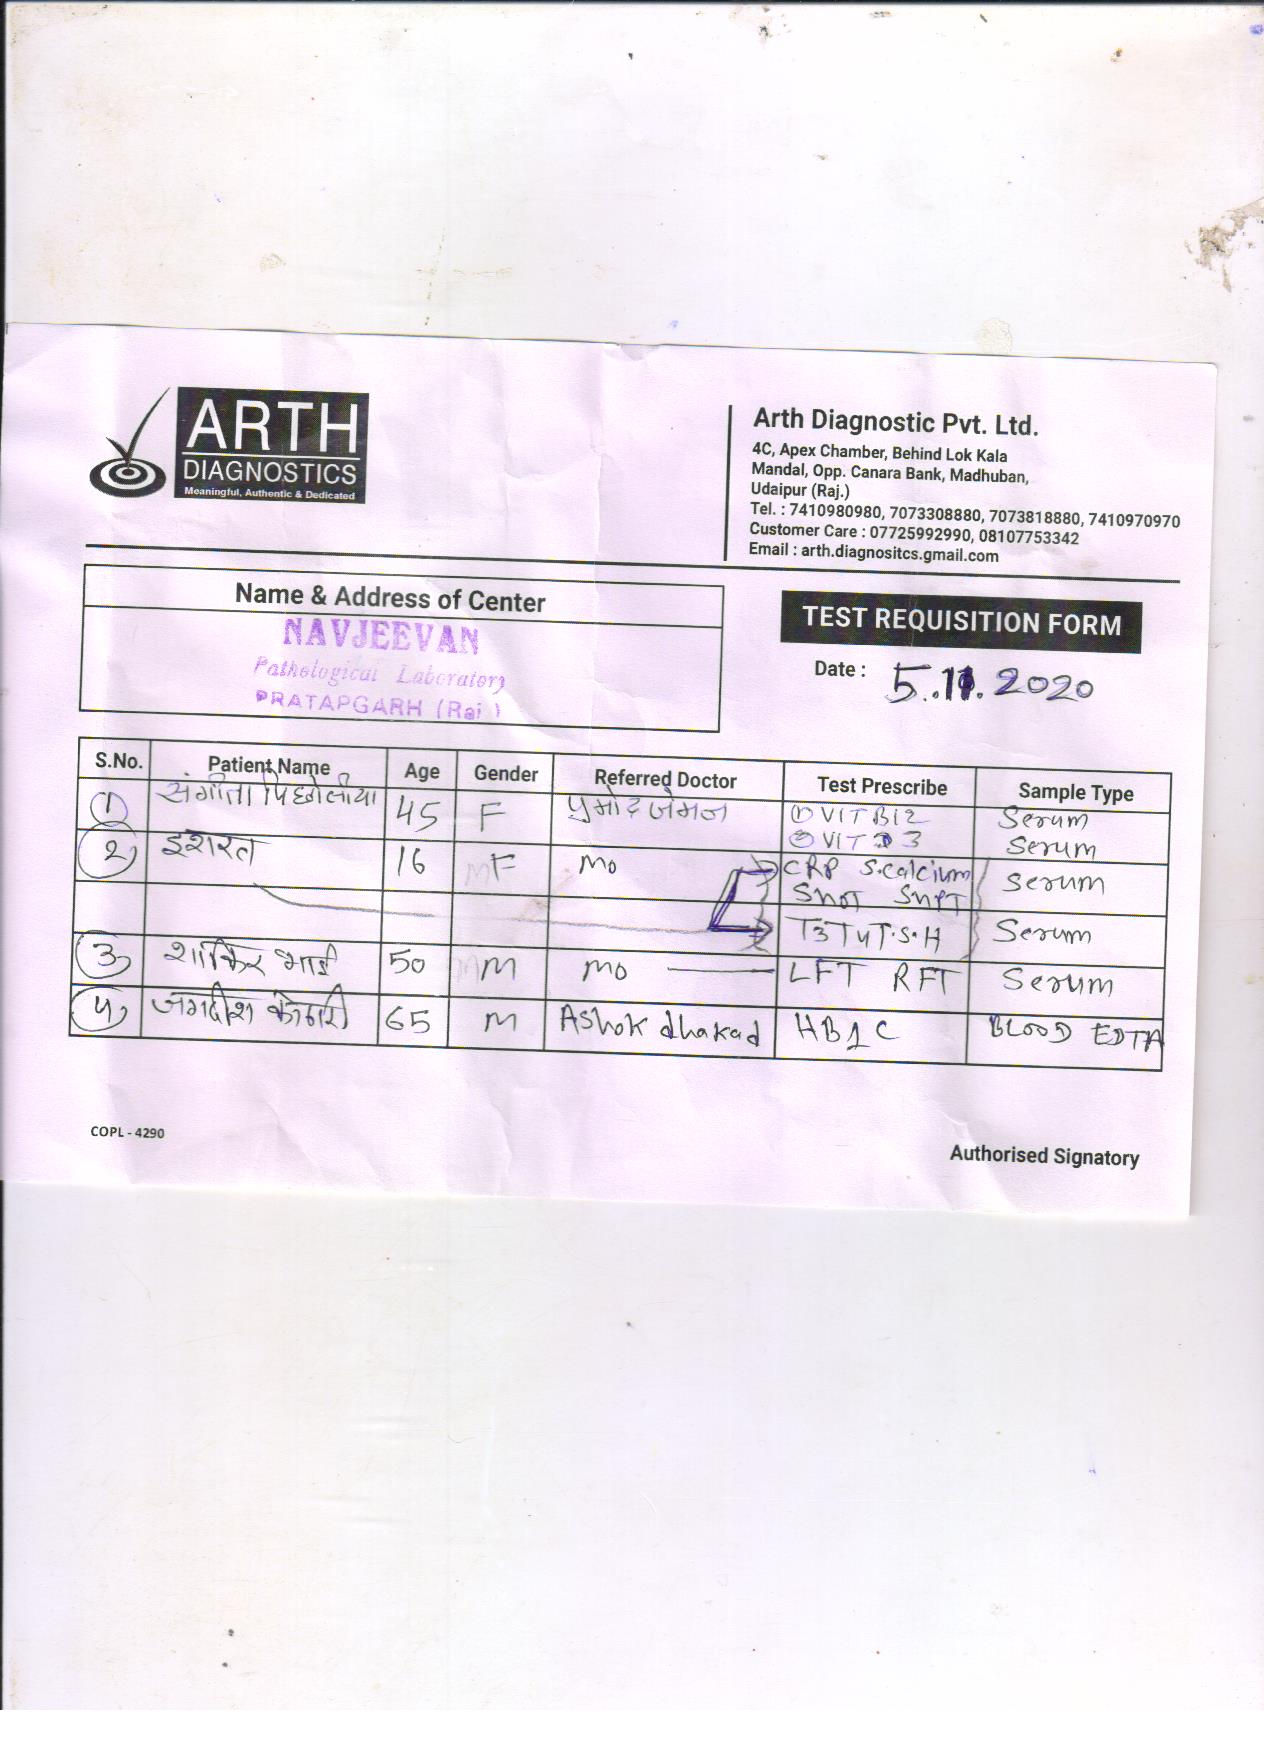 ARTH
DIAGNOSTICS
Meaningful, Authentic & Dedicated
Arth Diagnostic Pvt. Ltd.
4C, Apex Chamber, Behind Lok Kala
Mandal, Opp. Canara Bank, Madhuban,
Udaipur (Raj.)
Tel. : 7410980980, 7073308880, 7073818880, 7410970970
Customer Care : 07725992990, 08107753342
Email : arth.diagnositcs.gmail.com
Name & Address of Center
NAVJEEVAN
Pathological Laboratory
PRATAPGARH (Raj)
TEST REQUISITION FORM
Date : 5.11.2020
S.No. Patient Name Age Gender Referred Doctor Test Prescribe Sample Type
1 संगीता पिछोलीया 45 F प्रमोद ① VIT B12 Serum
② VIT D 3 Serum
2 इशरत 16 F MO CRP S.calcium Serum
SGOT SGPT
T3 T4 T.S.H Serum
3 शाकिर भाई 50 M MO LFT RFT Serum
4 जगदीश कोठारी 65 M Ashok dhakad HB1C BLOOD EDTA
COPL - 4290
Authorised Signatory